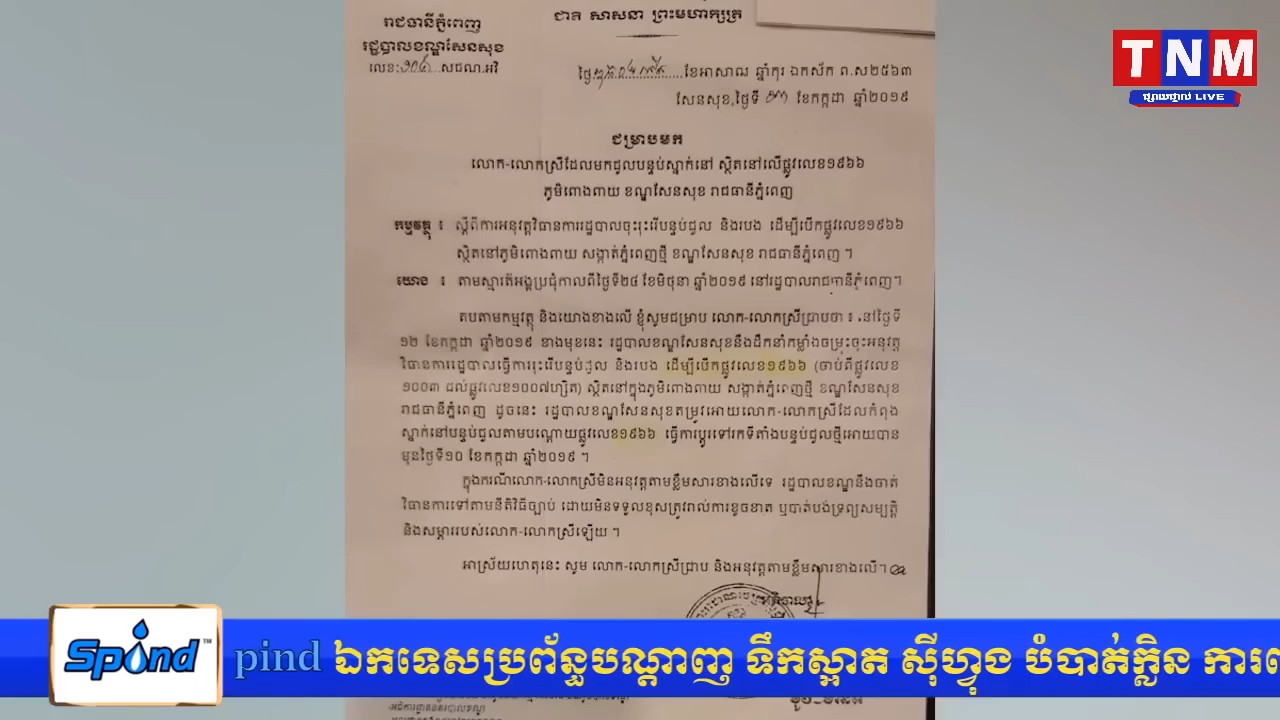 ជាតិ សាសនា ព្រះមហាក្សត្រ
រាជធានីភ្នំពេញ
រដ្ឋបាលខណ្ឌសែនសុខ
លេខ: សជណ.អវ
ខែអាសាឍ ឆ្នាំកុរ ឯកស័ក ព.ស២៥៦៣
សែនសុខ,ថ្ងៃទី ខែកក្កដា ឆ្នាំ២០១៩
TNM
ផ្សាយផ្ទាល់ LIVE
ជម្រាបមក
លោក-លោកស្រីដែលមកជួលបន្ទប់ស្នាក់នៅ ស្ថិតនៅលើផ្លូវលេខ១៩៦៦
ភូមិពោងពាយ ខណ្ឌសែនសុខ រាជធានីភ្នំពេញ
កម្មវត្ថុ ៖ ស្តីពីការអនុវត្តវិធានការរដ្ឋបាលចុះរុះរើបន្ទប់ជួល និងរបង ដើម្បីបើកផ្លូវលេខ១៩៦៦
ស្ថិតនៅភូមិពោងពាយ សង្កាត់ភ្នំពេញថ្មី ខណ្ឌសែនសុខ រាជធានីភ្នំពេញ ។
យោង ៖ តាមស្មារតីអង្គប្រជុំកាលពីថ្ងៃទី២៨ ខែមិថុនា ឆ្នាំ២០១៩ នៅរដ្ឋបាលរាជធានីភ្នំពេញ។
តបតាមកម្មវត្ថុ និងយោងខាងលើ ខ្ញុំសូមជម្រាប លោក-លោកស្រីជ្រាបថា ៖ នៅថ្ងៃទី
១២ ខែកក្កដា ឆ្នាំ២០១៩ ខាងមុខនេះ រដ្ឋបាលខណ្ឌសែនសុខនឹងដឹកនាំកម្លាំងចម្រុះចុះអនុវត្ត
វិធានការរដ្ឋបាលធ្វើការរុះរើបន្ទប់ជួល និងរបង ដើម្បីបើកផ្លូវលេខ១៩៦៦ (ចាប់ពីផ្លូវលេខ
១០០៣ ដល់ផ្លូវលេខ១០០៧ហ្សិត) ស្ថិតនៅក្នុងភូមិពោងពាយ សង្កាត់ភ្នំពេញថ្មី ខណ្ឌសែនសុខ
រាជធានីភ្នំពេញ ដូចនេះ រដ្ឋបាលខណ្ឌសែនសុខតម្រូវអោយលោក-លោកស្រីដែលកំពុង
ស្នាក់នៅបន្ទប់ជួលតាមបណ្តោយផ្លូវលេខ១៩៦៦ ធ្វើការប្តូរទៅរកទីតាំងបន្ទប់ជួលថ្មីអោយបាន
មុនថ្ងៃទី១០ ខែកក្កដា ឆ្នាំ២០១៩ ។
ក្នុងករណីលោក-លោកស្រីមិនអនុវត្តតាមខ្លឹមសារខាងលើទេ រដ្ឋបាលខណ្ឌនឹងចាត់
វិធានការទៅតាមនីតិវិធីច្បាប់ ដោយមិនទទួលខុសត្រូវរាល់ការខូចខាត ឬបាត់បង់ទ្រព្យសម្បត្តិ
និងសម្ភារៈរបស់លោក-លោកស្រីឡើយ ។
អាស្រ័យហេតុនេះ សូម លោក-លោកស្រីជ្រាប និងអនុវត្តតាមខ្លឹមសារខាងលើ។
អភិបាល
Spind TM
pind ឯកទេសប្រព័ន្ធបណ្តាញ ទឹកស្អាត ស៊ីហ្វុង បំបាត់ក្លិន ការ